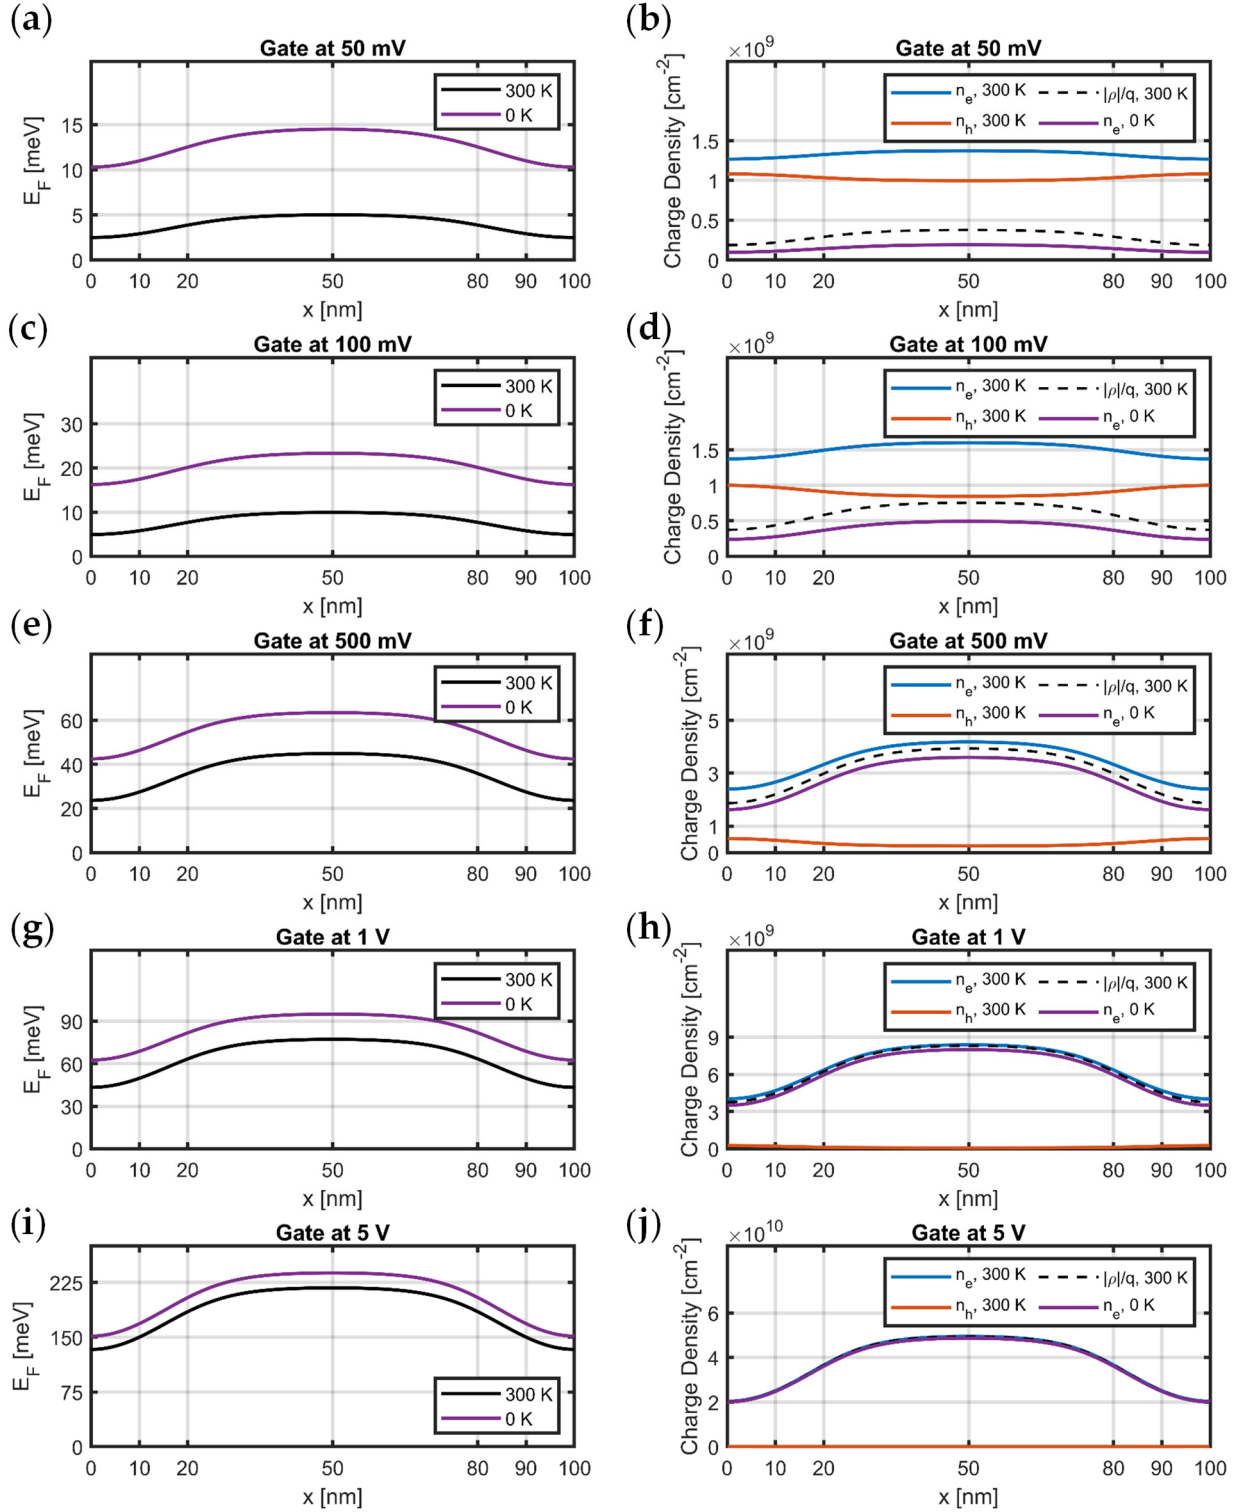 (a)
Gate at 50 mV
300 K
0 K
15
10
5
0
E_F [meV]
0 10 20 50 80 90 100
x [nm]
(b)
×10^9
Gate at 50 mV
n_e, 300 K |ρ|/q, 300 K
n_h, 300 K n_e, 0 K
1.5
1
0.5
0
Charge Density [cm^-2]
0 10 20 50 80 90 100
x [nm]
(c)
Gate at 100 mV
300 K
0 K
30
20
10
0
E_F [meV]
0 10 20 50 80 90 100
x [nm]
(d)
×10^9
Gate at 100 mV
n_e, 300 K |ρ|/q, 300 K
n_h, 300 K n_e, 0 K
1.5
1
0.5
0
Charge Density [cm^-2]
0 10 20 50 80 90 100
x [nm]
(e)
Gate at 500 mV
300 K
0 K
60
40
20
0
E_F [meV]
0 10 20 50 80 90 100
x [nm]
(f)
×10^9
Gate at 500 mV
n_e, 300 K |ρ|/q, 300 K
n_h, 300 K n_e, 0 K
5
3
1
0
Charge Density [cm^-2]
0 10 20 50 80 90 100
x [nm]
(g)
Gate at 1 V
300 K
0 K
90
60
30
0
E_F [meV]
0 10 20 50 80 90 100
x [nm]
(h)
×10^9
Gate at 1 V
n_e, 300 K |ρ|/q, 300 K
n_h, 300 K n_e, 0 K
9
6
3
0
Charge Density [cm^-2]
0 10 20 50 80 90 100
x [nm]
(i)
Gate at 5 V
225
150
75
0
E_F [meV]
300 K
0 K
0 10 20 50 80 90 100
x [nm]
(j)
×10^10
Gate at 5 V
n_e, 300 K |ρ|/q, 300 K
n_h, 300 K n_e, 0 K
6
4
2
0
Charge Density [cm^-2]
0 10 20 50 80 90 100
x [nm]